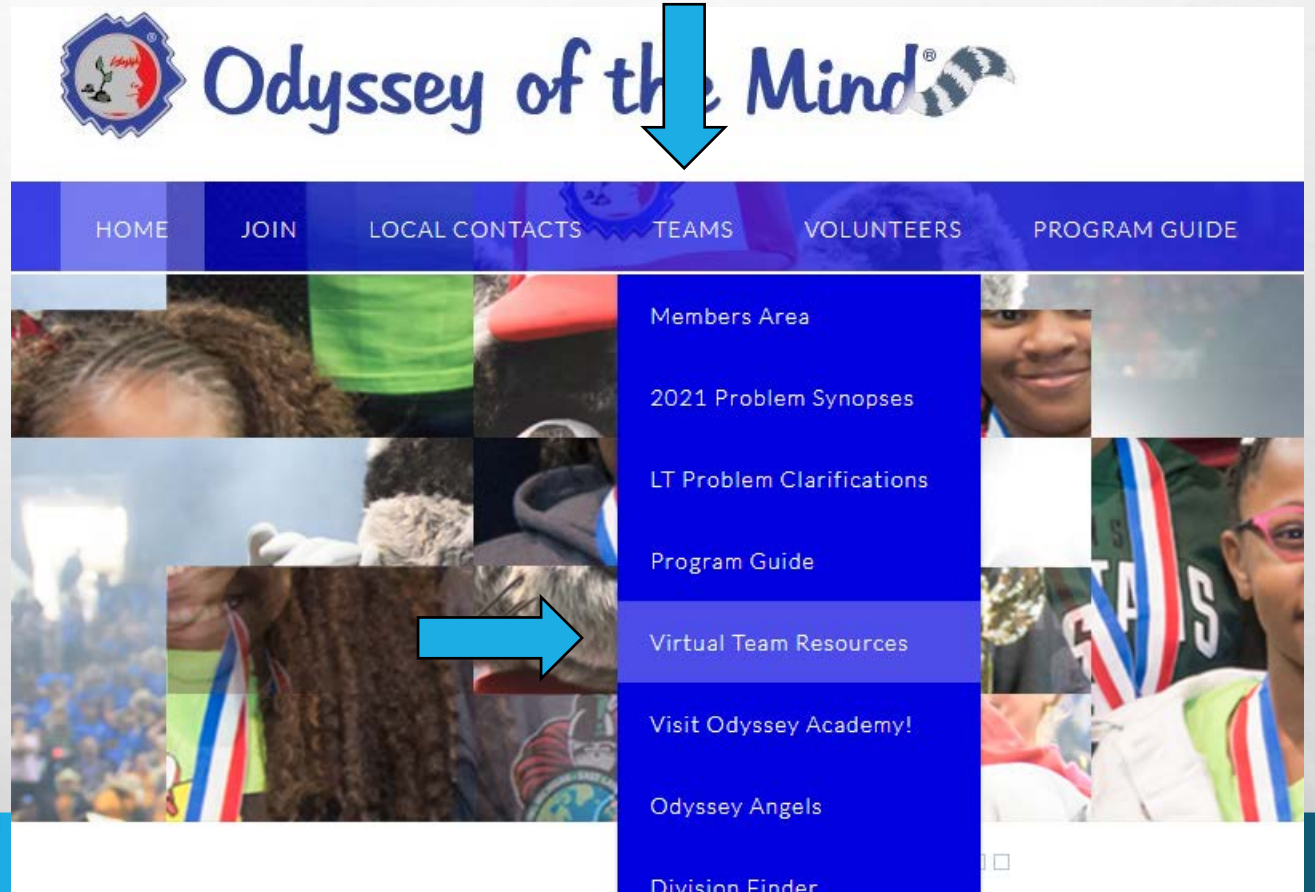 Odyssey of the Mind®
HOME JOIN LOCAL CONTACTS TEAMS VOLUNTEERS PROGRAM GUIDE
Members Area
2021 Problem Synopses
LT Problem Clarifications
Program Guide
Virtual Team Resources
Visit Odyssey Academy!
Odyssey Angels
Division Finder